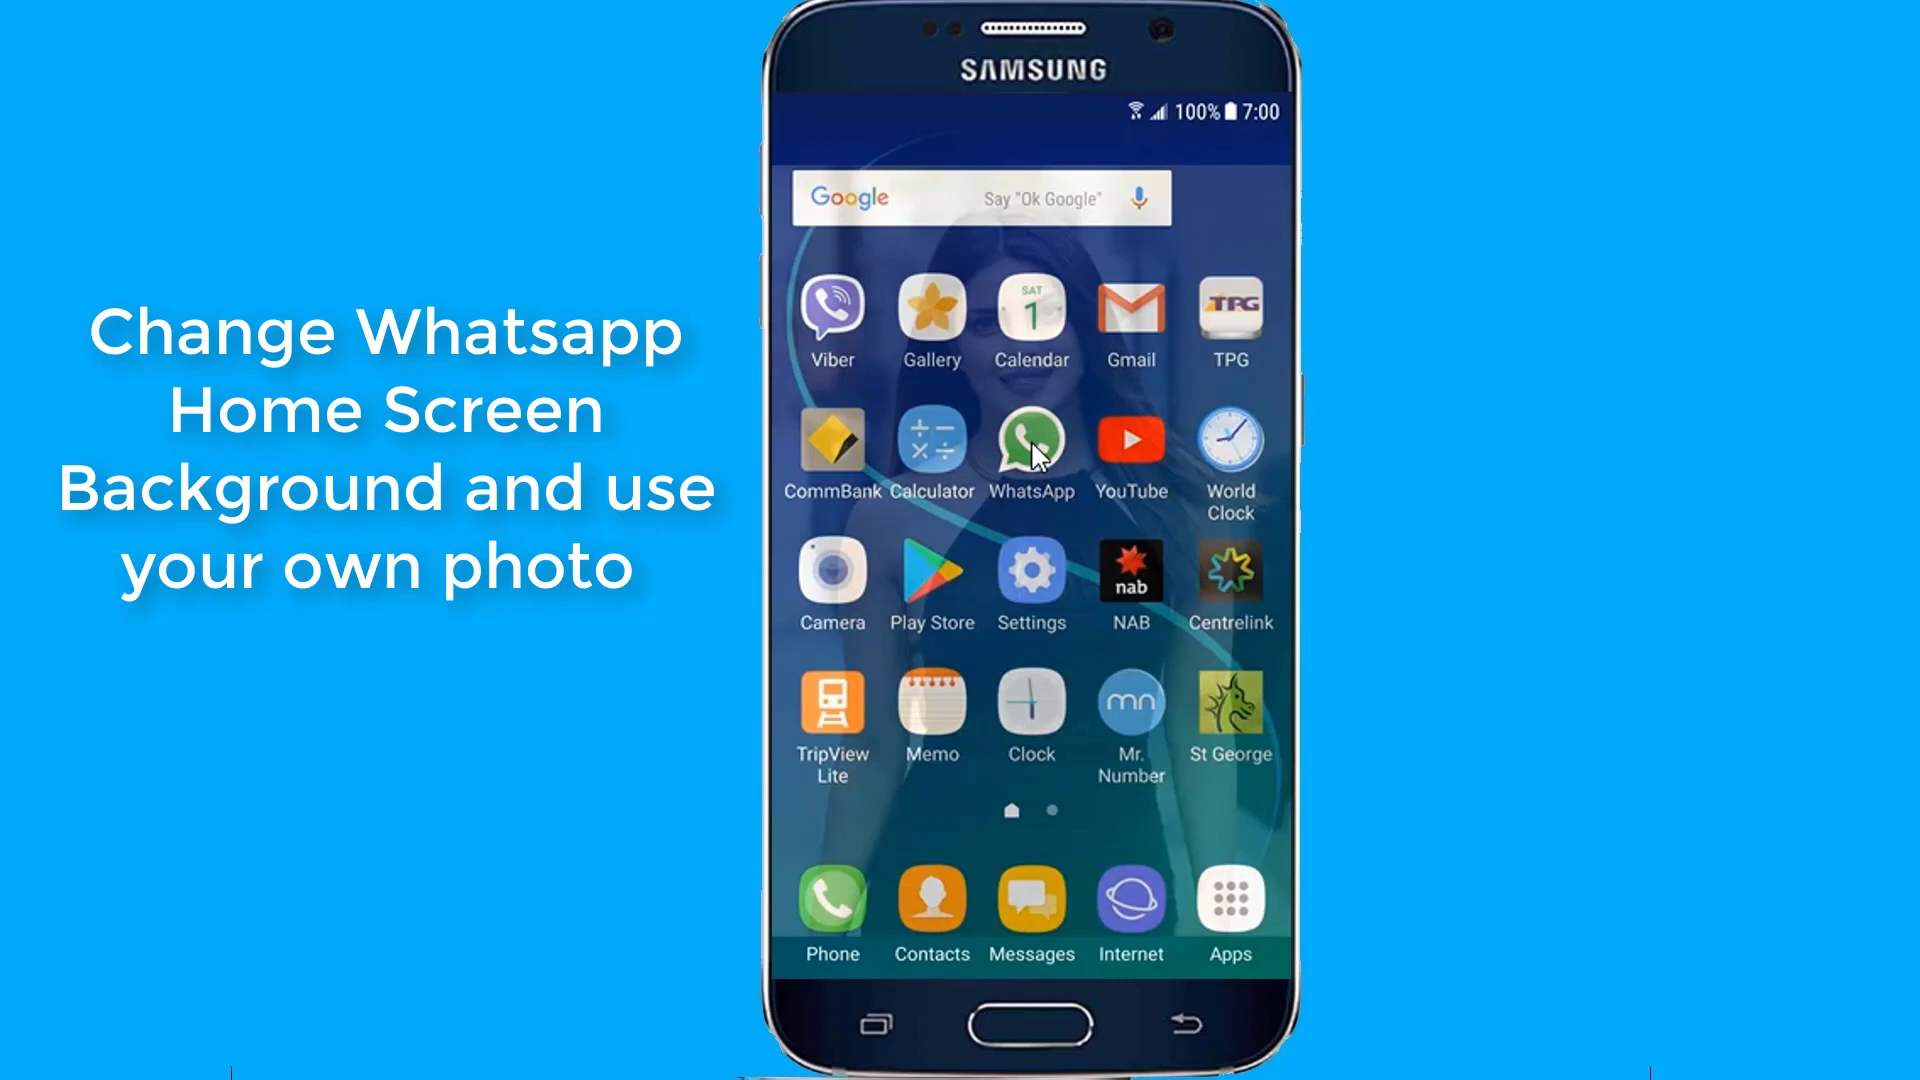 Change Whatsapp
Home Screen
Background and use
your own photo
SAMSUNG
100% 7:00
Google Say "Ok Google"
SAT
1
TPG
Viber Gallery Calendar Gmail TPG
CommBank Calculator WhatsApp YouTube World
Clock
nab
Camera Play Store Settings NAB Centrelink
mn
TripView Memo Clock Mr. St George
Lite Number
Phone Contacts Messages Internet Apps